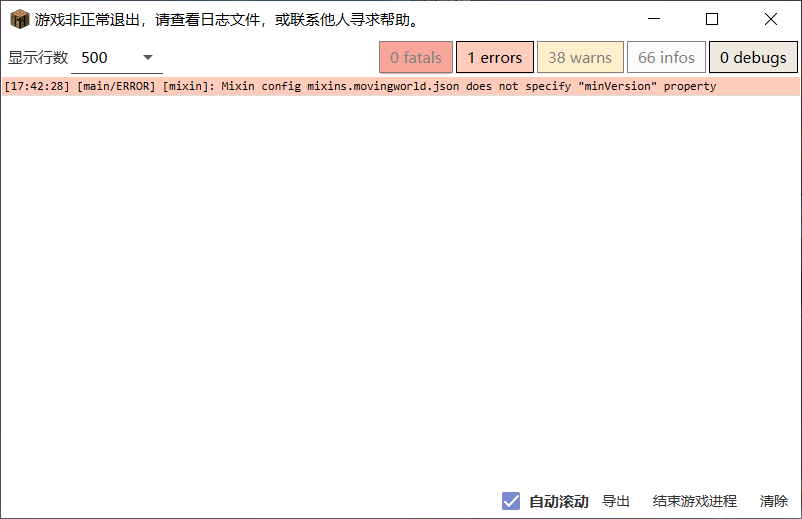 游戏非正常退出，请查看日志文件，或联系他人寻求帮助。
显示行数 500 0 fatals 1 errors 38 warns 66 infos 0 debugs
[17:42:28] [main/ERROR] [mixin]: Mixin config mixins.movingworld.json does not specify "minVersion" property
自动滚动 导出 结束游戏进程 清除